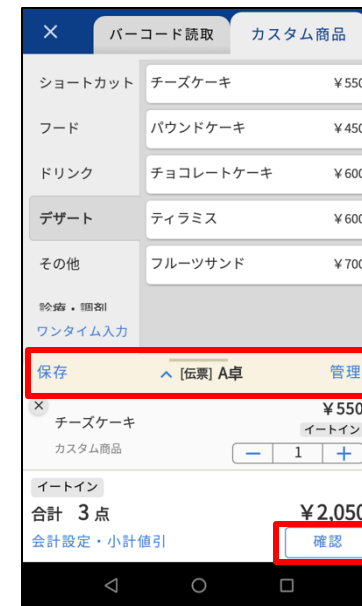 × バーコード読取 カスタム商品
ショートカット チーズケーキ ￥550
フード パウンドケーキ ￥450
ドリンク チョコレートケーキ ￥600
デザート ティラミス ￥600
その他 フルーツサンド ￥700
診療・調剤
ワンタイム入力
保存 [伝票] A卓 管理
× ￥550
チーズケーキ イートイン
カスタム商品 － 1 ＋
イートイン
合計 3 点 ￥2,050
会計設定・小計値引 確認